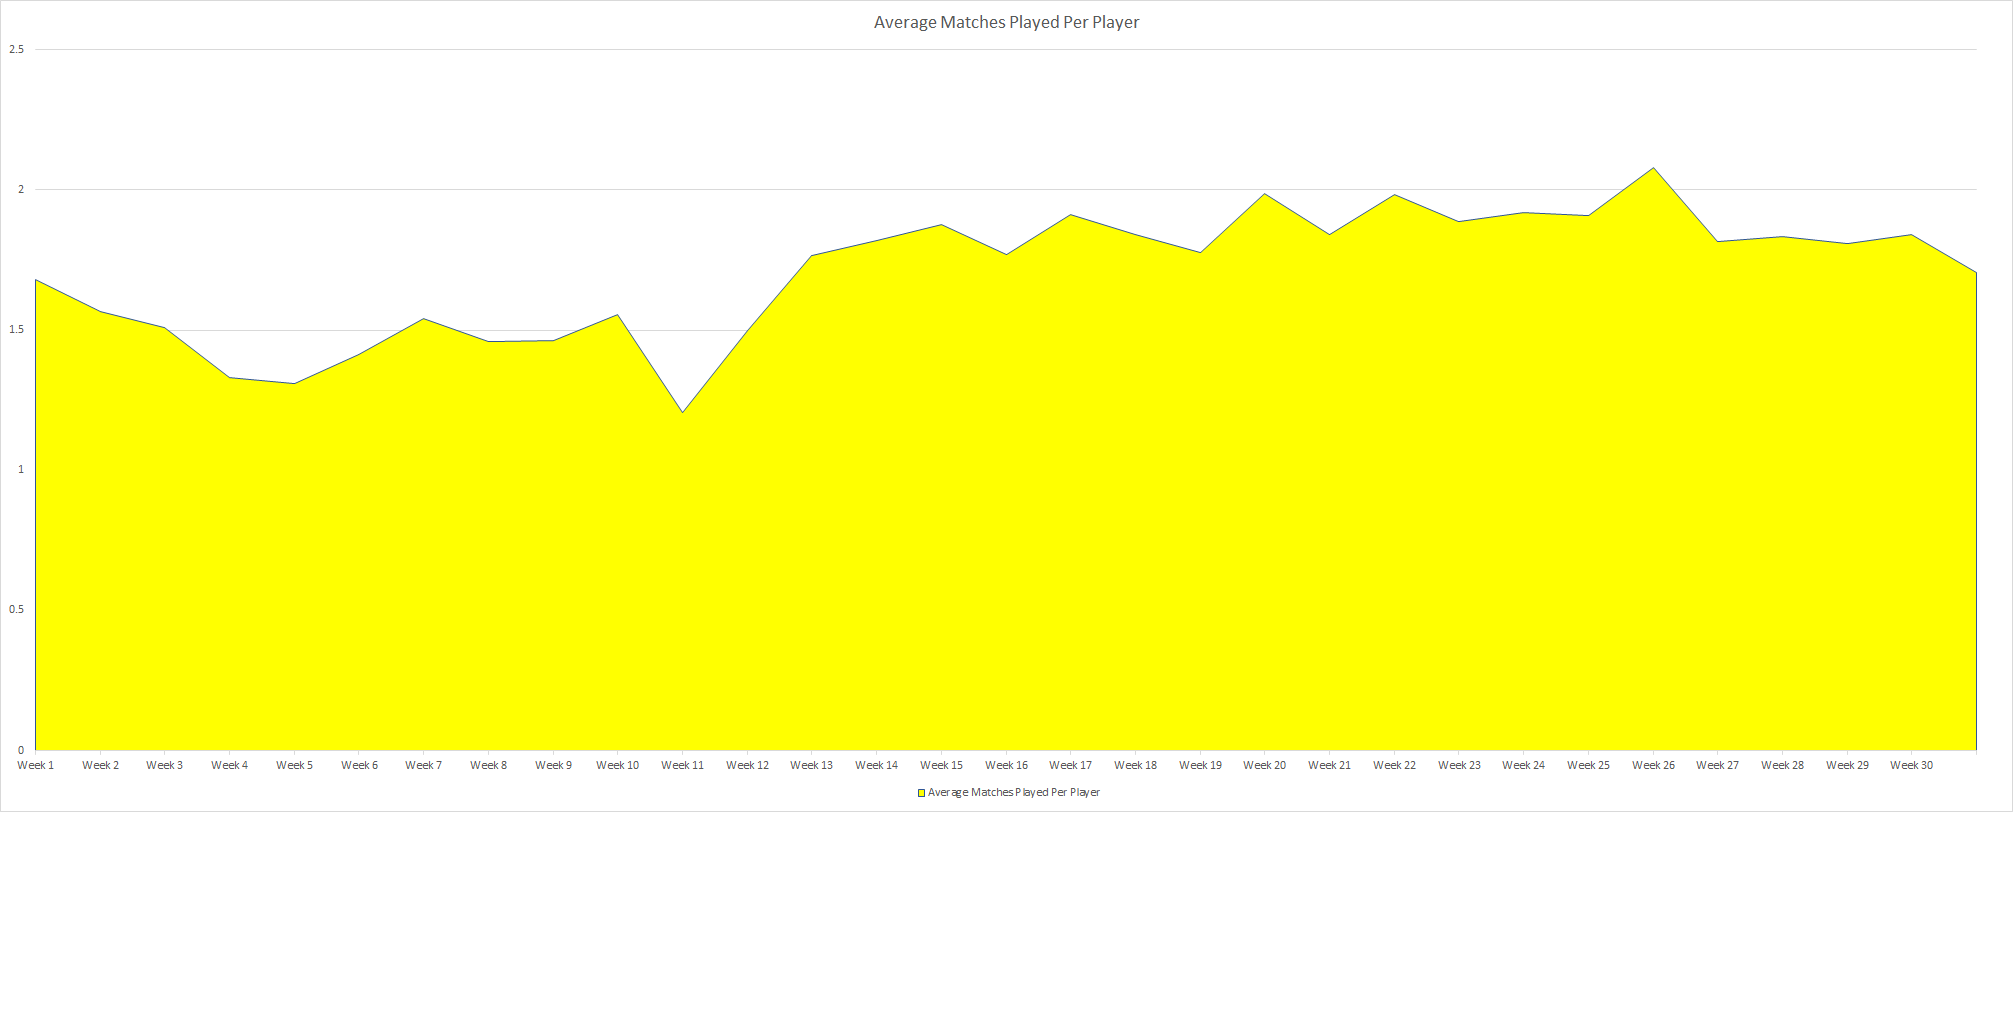 Average Matches Played Per Player
2.5
2
1.5
1
0.5
0
Week 1 Week 2 Week 3 Week 4 Week 5 Week 6 Week 7 Week 8 Week 9 Week 10 Week 11 Week 12 Week 13 Week 14 Week 15 Week 16 Week 17 Week 18 Week 19 Week 20 Week 21 Week 22 Week 23 Week 24 Week 25 Week 26 Week 27 Week 28 Week 29 Week 30
Average Matches Played Per Player